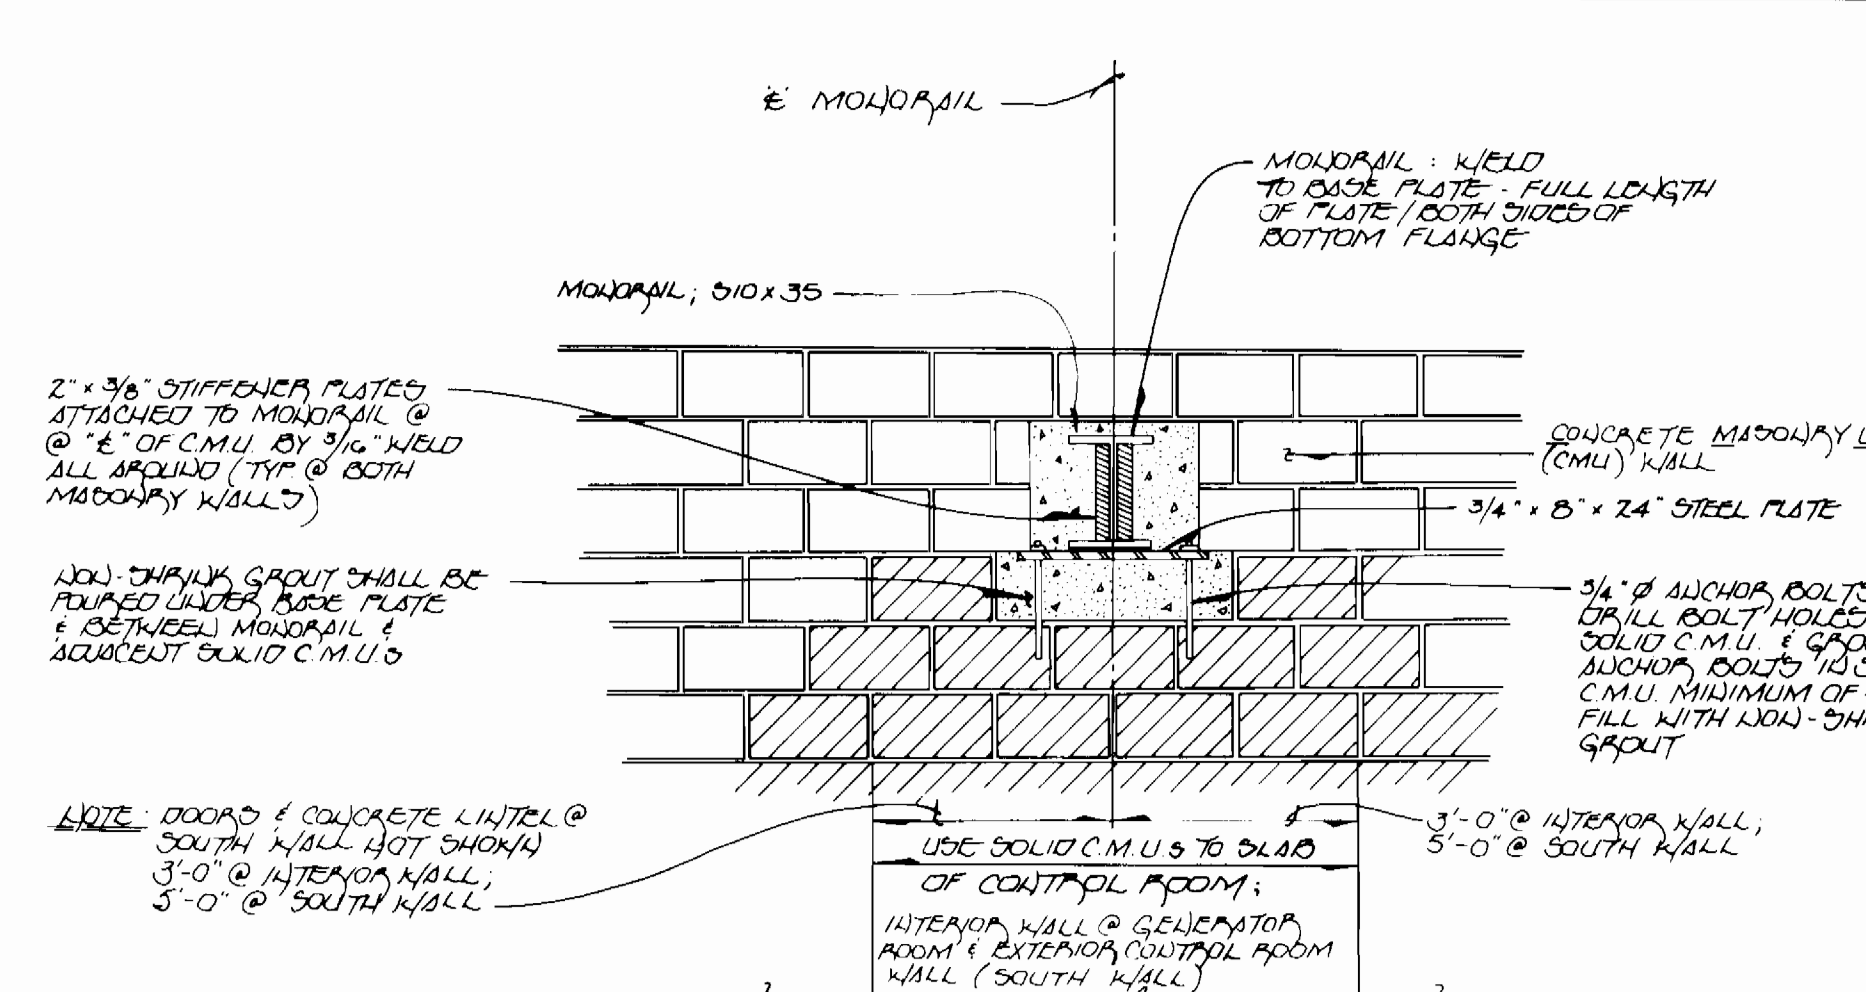 ℄ MONORAIL
MONORAIL : WELD
TO BASE PLATE - FULL LENGTH
OF PLATE / BOTH SIDES OF
BOTTOM FLANGE
MONORAIL; S10 x 35
2" x 3/8" STIFFENER PLATES
ATTACHED TO MONORAIL @
@ "℄" OF C.M.U. BY 3/16" WELD
ALL AROUND (TYP. @ BOTH
MASONRY WALLS)
CONCRETE MASONRY U
(CMU) WALL
3/4" x 8" x 24" STEEL PLATE
NON-SHRINK GROUT SHALL BE
POURED UNDER BASE PLATE
& BETWEEN MONORAIL &
ADJACENT SOLID C.M.U.S
3/4" Ø ANCHOR BOLTS
DRILL BOLT HOLES
SOLID C.M.U. & GRO
ANCHOR BOLTS IN S
C.M.U. MINIMUM OF
FILL WITH NON-SH
GROUT
NOTE: DOORS & CONCRETE LINTEL @
SOUTH WALL NOT SHOWN
3'-0" @ INTERIOR WALL;
5'-0" @ SOUTH WALL
3'-0" @ INTERIOR WALL;
5'-0" @ SOUTH WALL
USE SOLID C.M.U.S TO SLAB
OF CONTROL ROOM;
INTERIOR WALL @ GENERATOR
ROOM & EXTERIOR CONTROL ROOM
WALL (SOUTH WALL)